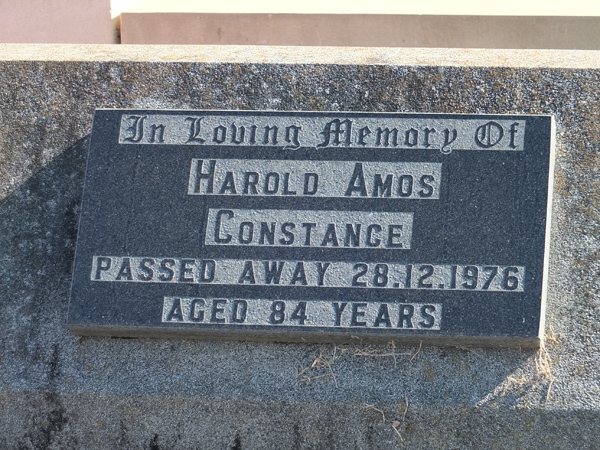 In Loving Memory Of
HAROLD AMOS
CONSTANCE
PASSED AWAY 28.12.1976
AGED 84 YEARS